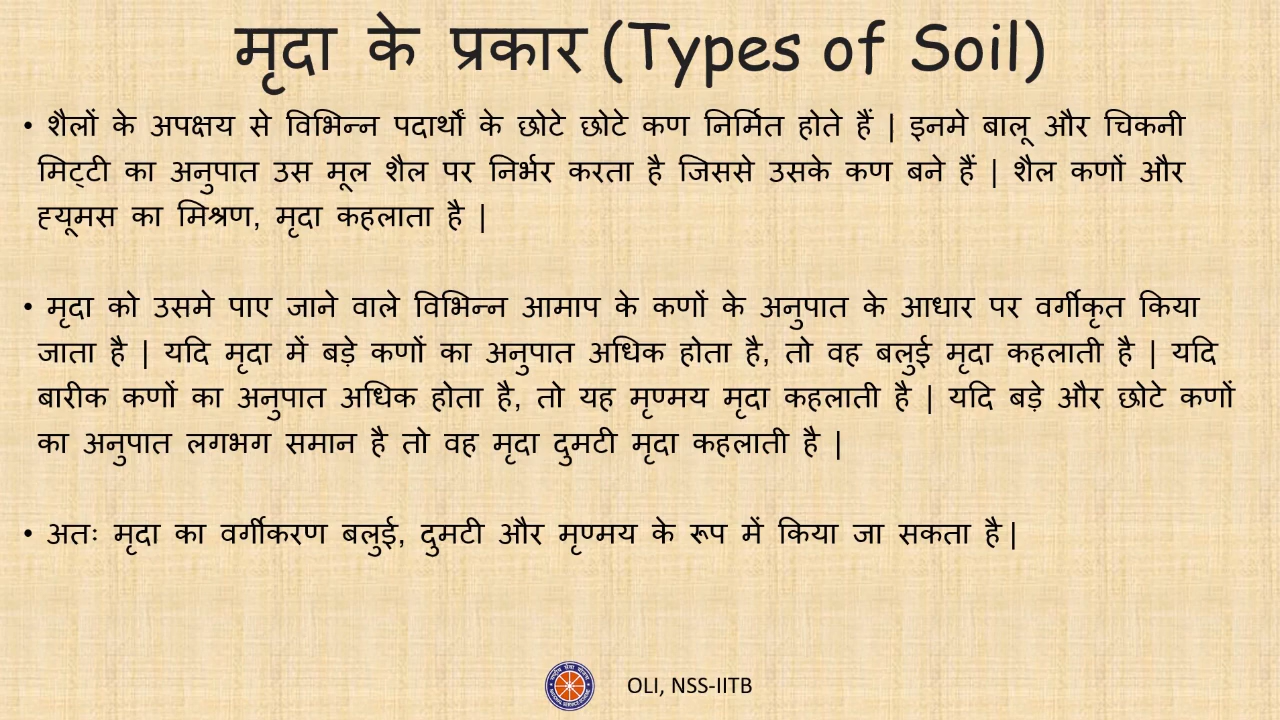 मृदा के प्रकार (Types of Soil)
• शैलों के अपक्षय से विभिन्न पदार्थों के छोटे छोटे कण निर्मित होते हैं | इनमे बालू और चिकनी
मिट्टी का अनुपात उस मूल शैल पर निर्भर करता है जिससे उसके कण बने हैं | शैल कणों और
ह्यूमस का मिश्रण, मृदा कहलाता है |
• मृदा को उसमे पाए जाने वाले विभिन्न आमाप के कणों के अनुपात के आधार पर वर्गीकृत किया
जाता है | यदि मृदा में बड़े कणों का अनुपात अधिक होता है, तो वह बलुई मृदा कहलाती है | यदि
बारीक कणों का अनुपात अधिक होता है, तो यह मृण्मय मृदा कहलाती है | यदि बड़े और छोटे कणों
का अनुपात लगभग समान है तो वह मृदा दुमटी मृदा कहलाती है |
• अतः मृदा का वर्गीकरण बलुई, दुमटी और मृण्मय के रूप में किया जा सकता है|
OLI, NSS-IITB